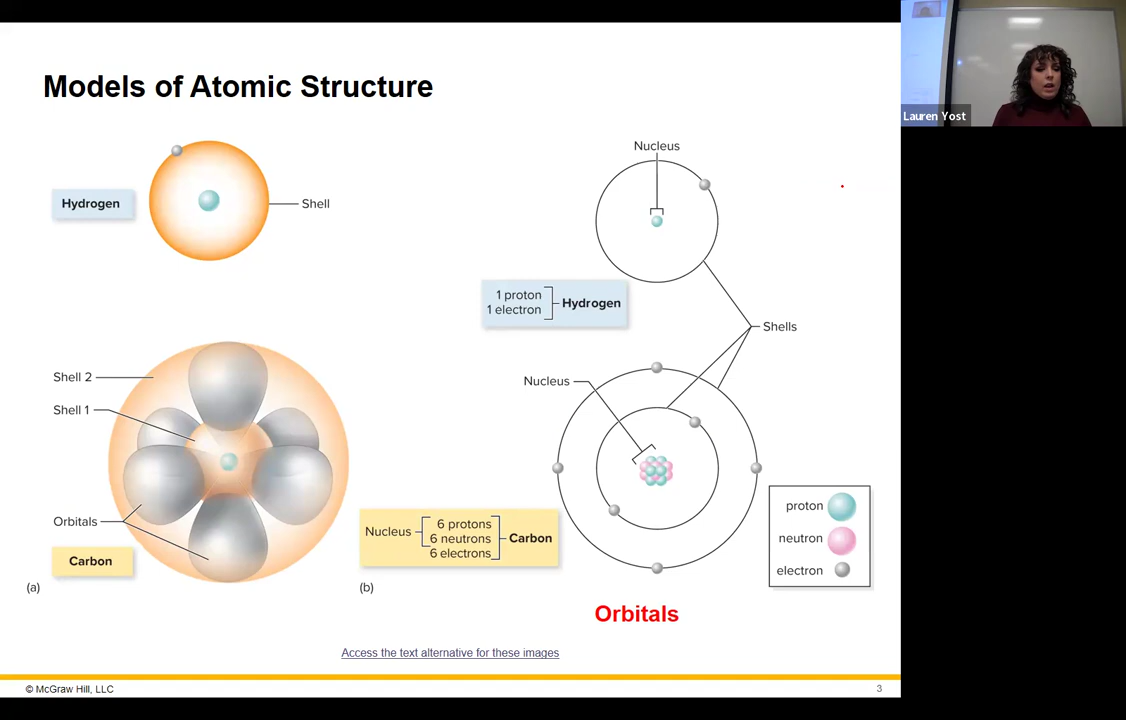 Models of Atomic Structure
Lauren Yost
Hydrogen
Shell
Shell 2
Shell 1
Orbitals
Carbon
(a)
Nucleus
1 proton
1 electron
Hydrogen
Shells
Nucleus
Nucleus
6 protons
6 neutrons
6 electrons
Carbon
proton
neutron
electron
(b)
Orbitals
Access the text alternative for these images
© McGraw Hill, LLC
3